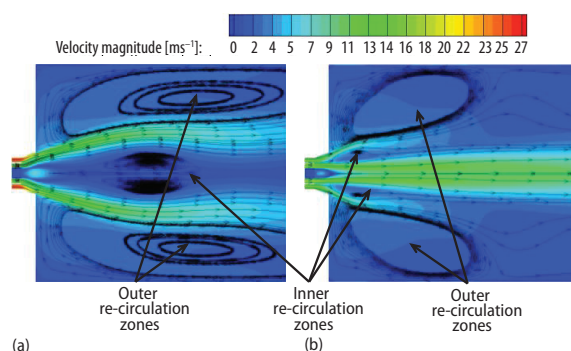 Velocity magnitude [ms⁻¹]:
0 2 4 5 7 9 11 13 14 16 18 20 22 23 25 27
Outer
re-circulation
zones
Inner
re-circulation
zones
Outer
re-circulation
zones
(a)
(b)